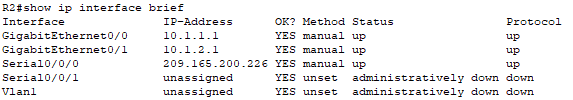 R2#show ip interface brief
Interface IP-Address OK? Method Status Protocol
GigabitEthernet0/0 10.1.1.1 YES manual up up
GigabitEthernet0/1 10.1.2.1 YES manual up up
Serial0/0/0 209.165.200.226 YES manual up up
Serial0/0/1 unassigned YES unset administratively down down
Vlan1 unassigned YES unset administratively down down